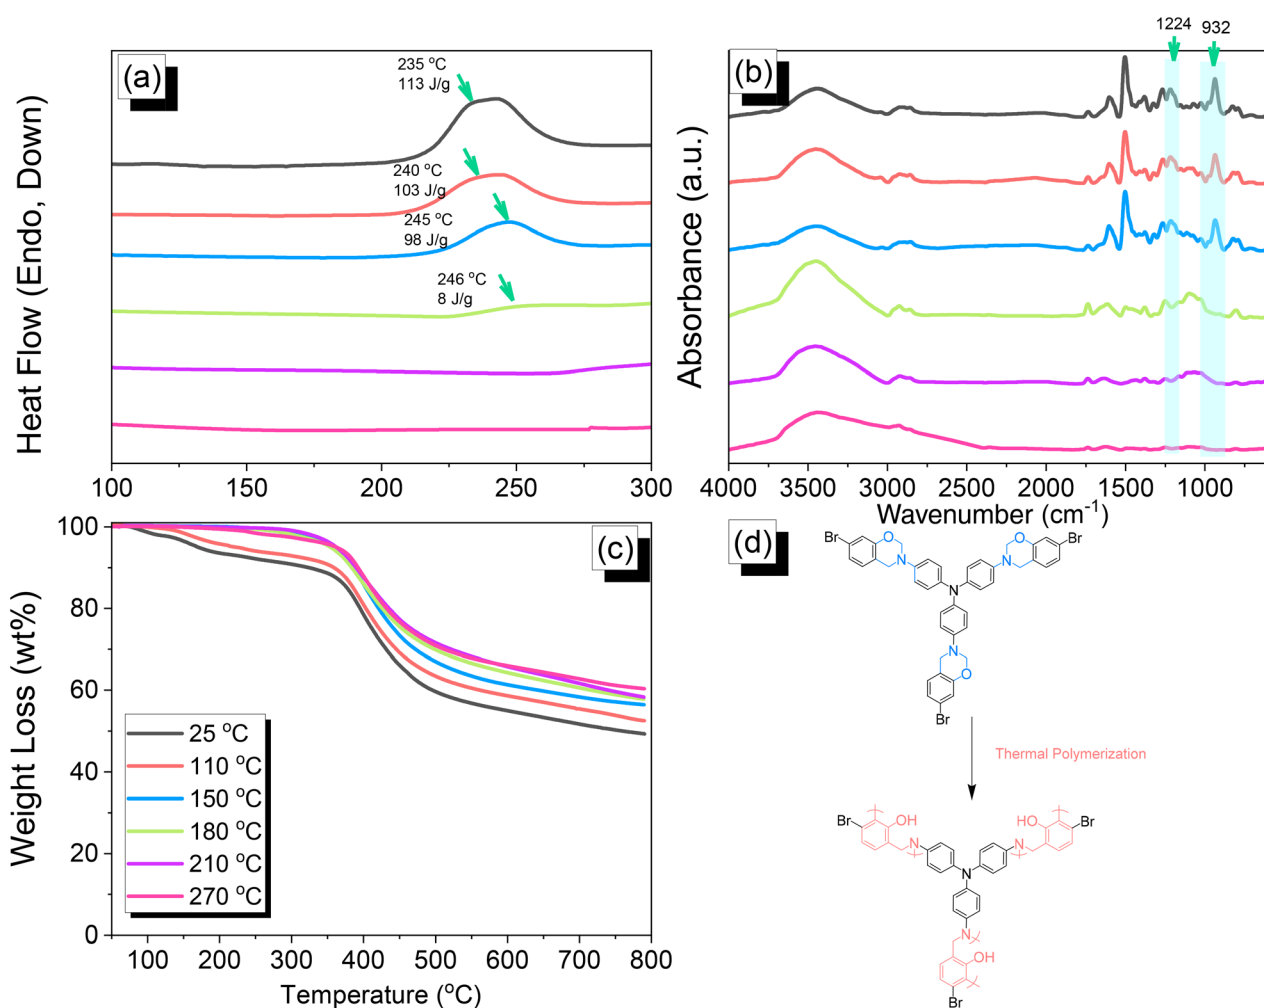 (a)
235 °C
113 J/g
240 °C
103 J/g
245 °C
98 J/g
246 °C
8 J/g
Heat Flow (Endo, Down)
100 150 200 250 300
1224 932
(b)
Absorbance (a.u.)
4000 3500 3000 2500 2000 1500 1000
Wavenumber (cm⁻¹)
(c)
Weight Loss (wt%)
100
80
60
40
20
0
25 °C
110 °C
150 °C
180 °C
210 °C
270 °C
100 200 300 400 500 600 700 800
Temperature (°C)
(d)
Br O N N O Br
N
N
O
Br
Thermal Polymerization
Br OH N N HO Br
N
N
OH
Br